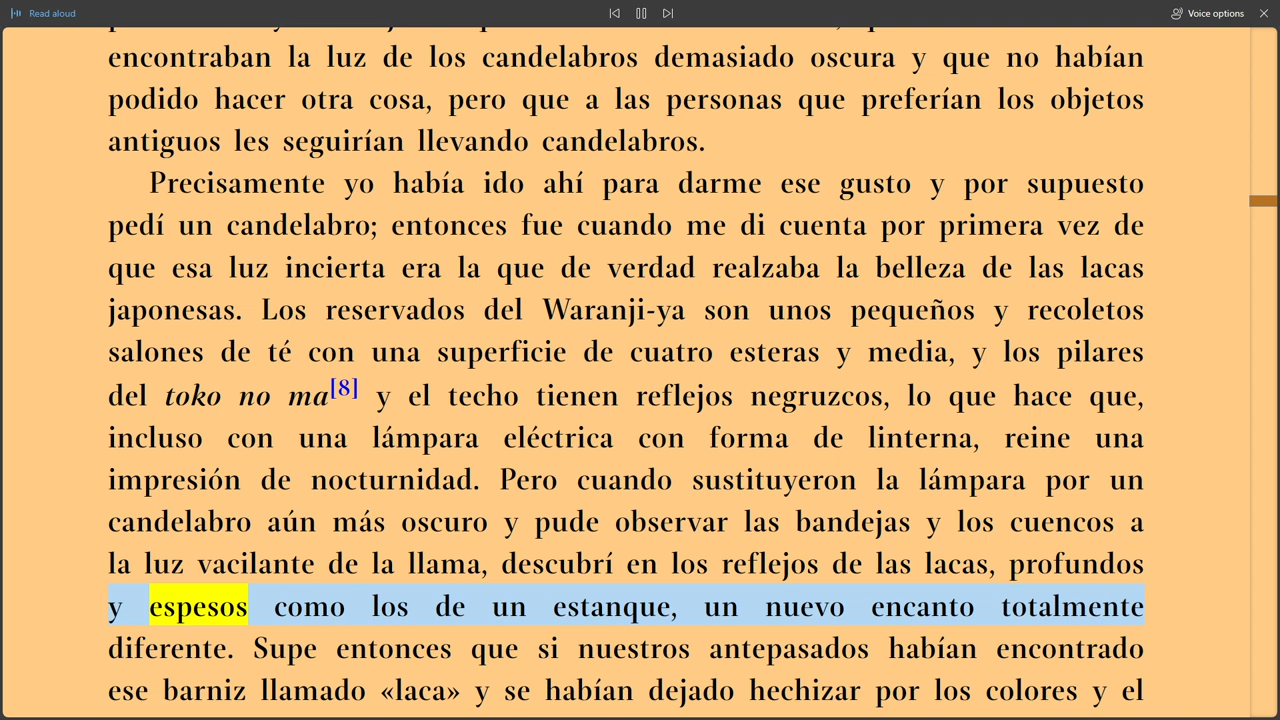 Read aloud
Voice options
encontraban la luz de los candelabros demasiado oscura y que no habían
podido hacer otra cosa, pero que a las personas que preferían los objetos
antiguos les seguirían llevando candelabros.
Precisamente yo había ido ahí para darme ese gusto y por supuesto
pedí un candelabro; entonces fue cuando me di cuenta por primera vez de
que esa luz incierta era la que de verdad realzaba la belleza de las lacas
japonesas. Los reservados del Waranji-ya son unos pequeños y recoletos
salones de té con una superficie de cuatro esteras y media, y los pilares
del toko no ma[8] y el techo tienen reflejos negruzcos, lo que hace que,
incluso con una lámpara eléctrica con forma de linterna, reine una
impresión de nocturnidad. Pero cuando sustituyeron la lámpara por un
candelabro aún más oscuro y pude observar las bandejas y los cuencos a
la luz vacilante de la llama, descubrí en los reflejos de las lacas, profundos
y espesos como los de un estanque, un nuevo encanto totalmente
diferente. Supe entonces que si nuestros antepasados habían encontrado
ese barniz llamado «laca» y se habían dejado hechizar por los colores y el